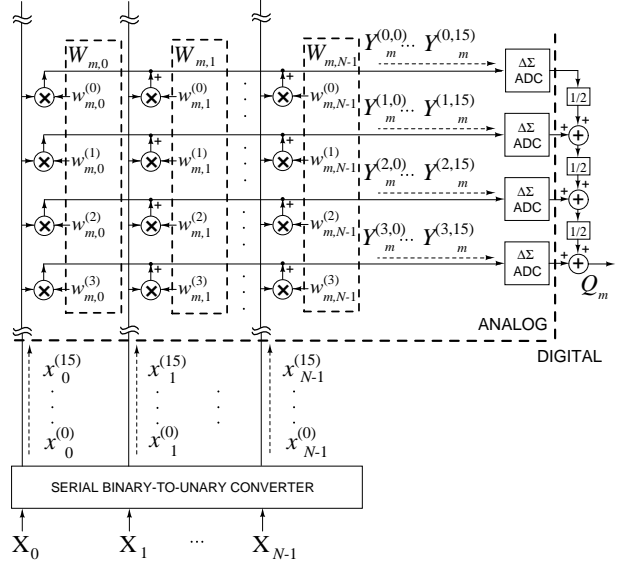 W_{m,0} W_{m,1} W_{m,N-1} Y_m^{(0,0)} ... Y_m^{(0,15)} ΔΣ ADC
w_{m,0}^{(0)} w_{m,1}^{(0)} w_{m,N-1}^{(0)} 1/2
Y_m^{(1,0)} ... Y_m^{(1,15)} ΔΣ ADC
w_{m,0}^{(1)} w_{m,1}^{(1)} w_{m,N-1}^{(1)} 1/2
Y_m^{(2,0)} ... Y_m^{(2,15)} ΔΣ ADC
w_{m,0}^{(2)} w_{m,1}^{(2)} w_{m,N-1}^{(2)} 1/2
Y_m^{(3,0)} ... Y_m^{(3,15)} ΔΣ ADC
w_{m,0}^{(3)} w_{m,1}^{(3)} w_{m,N-1}^{(3)} Q_m
ANALOG
DIGITAL
x_0^{(15)} x_1^{(15)} x_{N-1}^{(15)}
x_0^{(0)} x_1^{(0)} x_{N-1}^{(0)}
SERIAL BINARY-TO-UNARY CONVERTER
X_0 X_1 ... X_{N-1}